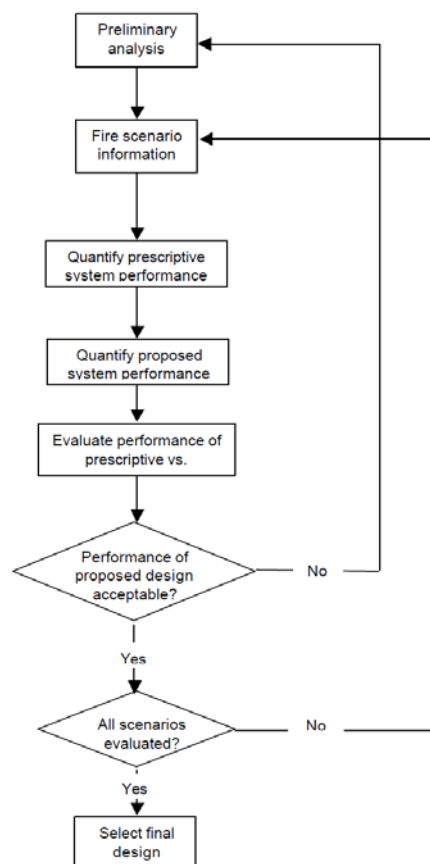 Preliminary
analysis
Fire scenario
information
Quantify prescriptive
system performance
Quantify proposed
system performance
Evaluate performance of
prescriptive vs.
Performance of
proposed design
acceptable?
No
Yes
All scenarios
evaluated?
No
Yes
Select final
design